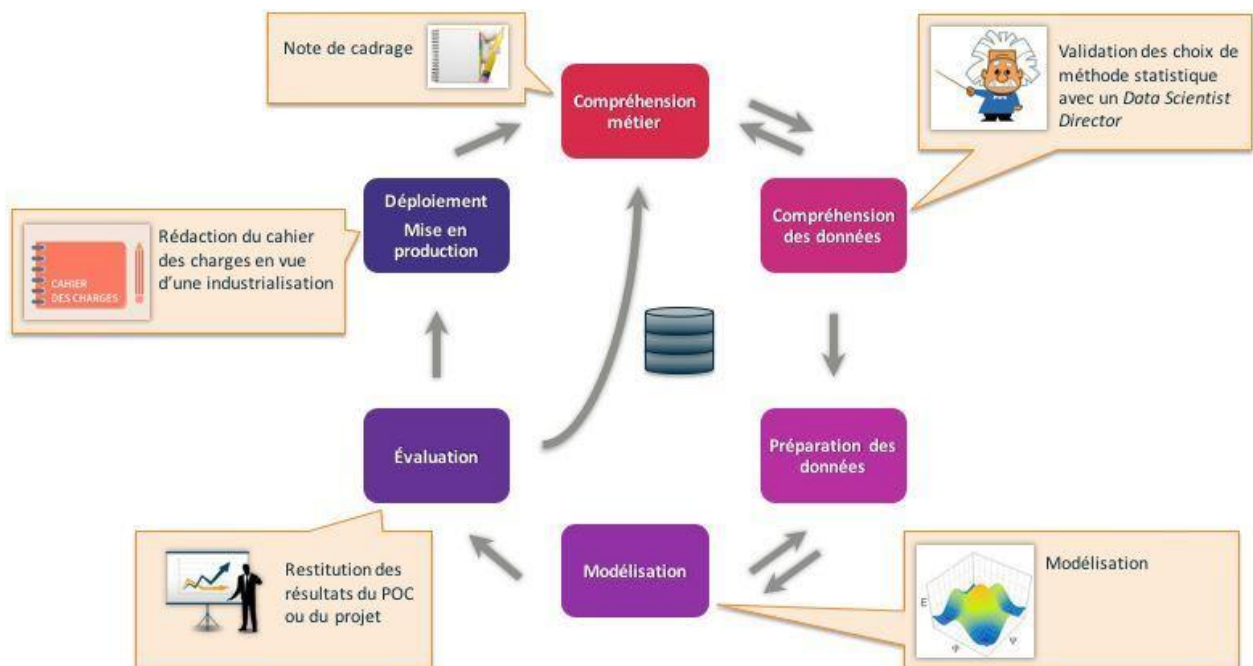 Note de cadrage
Compréhension
métier
Validation des choix de
méthode statistique
avec un Data Scientist
Director
Déploiement
Mise en
production
Compréhension
des données
Rédaction du cahier
des charges en vue
d'une industrialisation
CAHIER
DES CHARGES
Évaluation
Préparation des
données
Restitution des
résultats du POC
ou du projet
Modélisation
Modélisation
E
φ
ψ